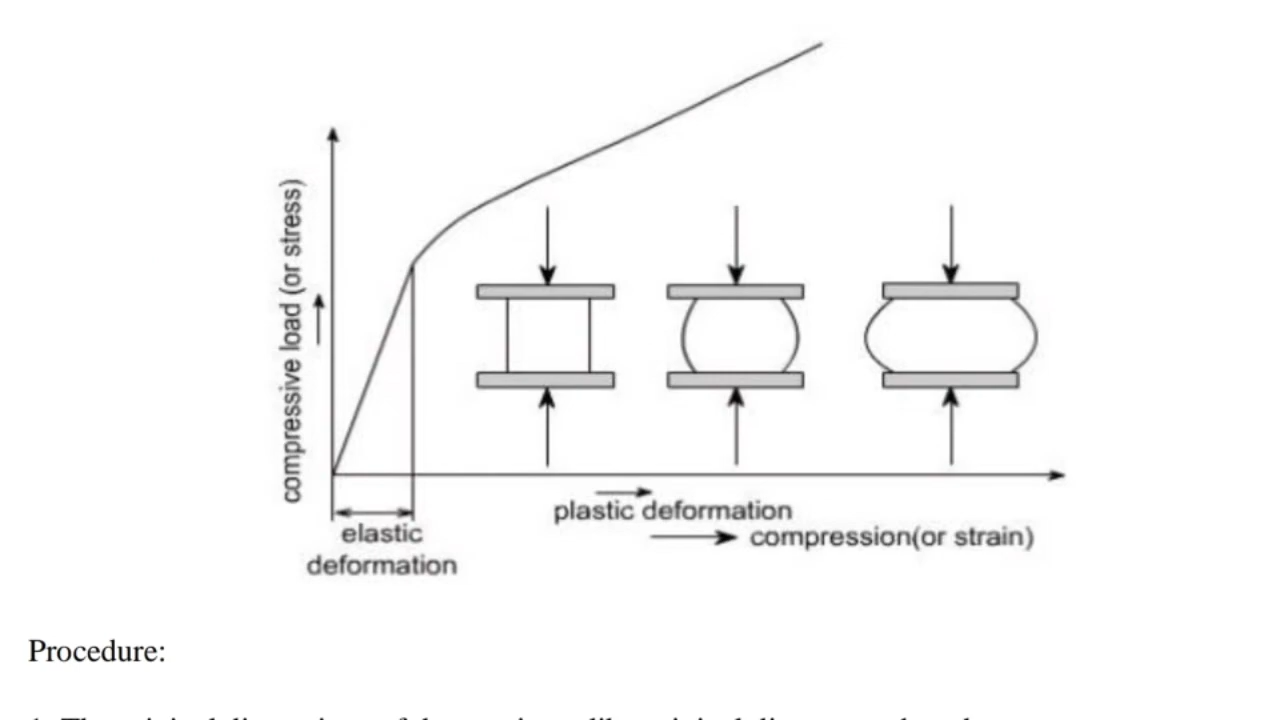 compressive load (or stress)
elastic
deformation
plastic deformation
compression(or strain)
Procedure: